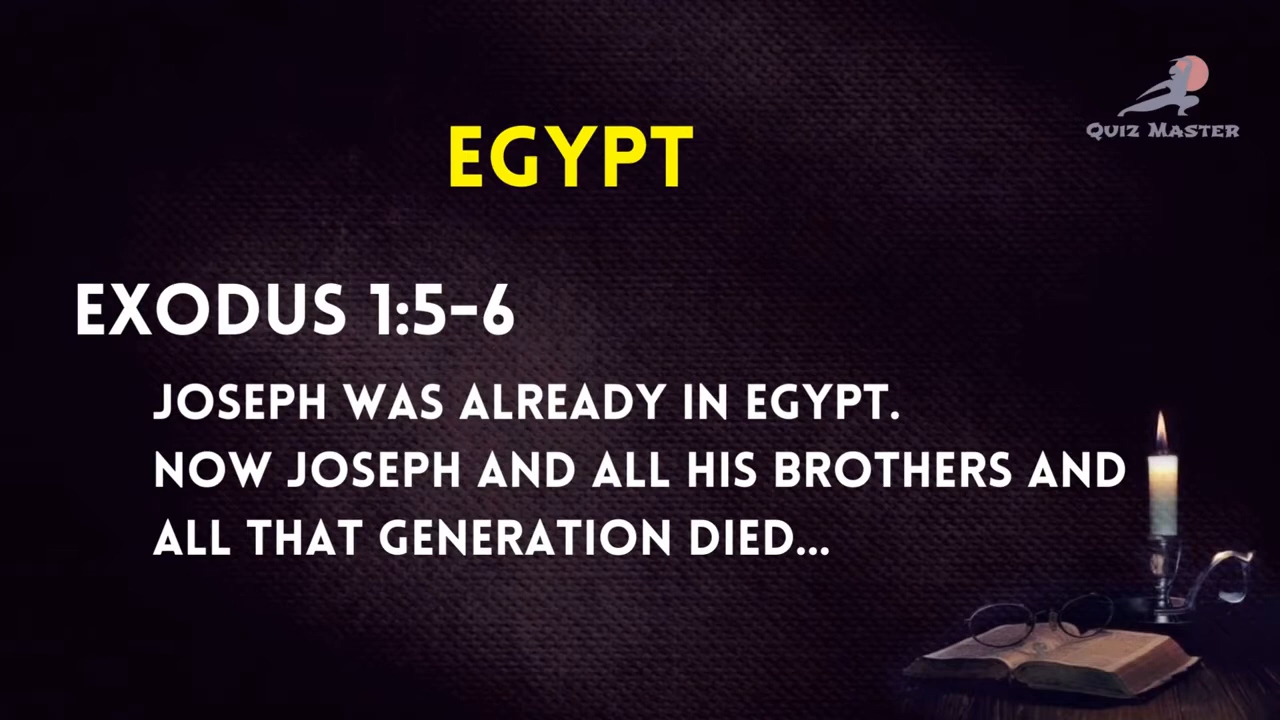 QUIZ MASTER
EGYPT
EXODUS 1:5-6
JOSEPH WAS ALREADY IN EGYPT.
NOW JOSEPH AND ALL HIS BROTHERS AND
ALL THAT GENERATION DIED...